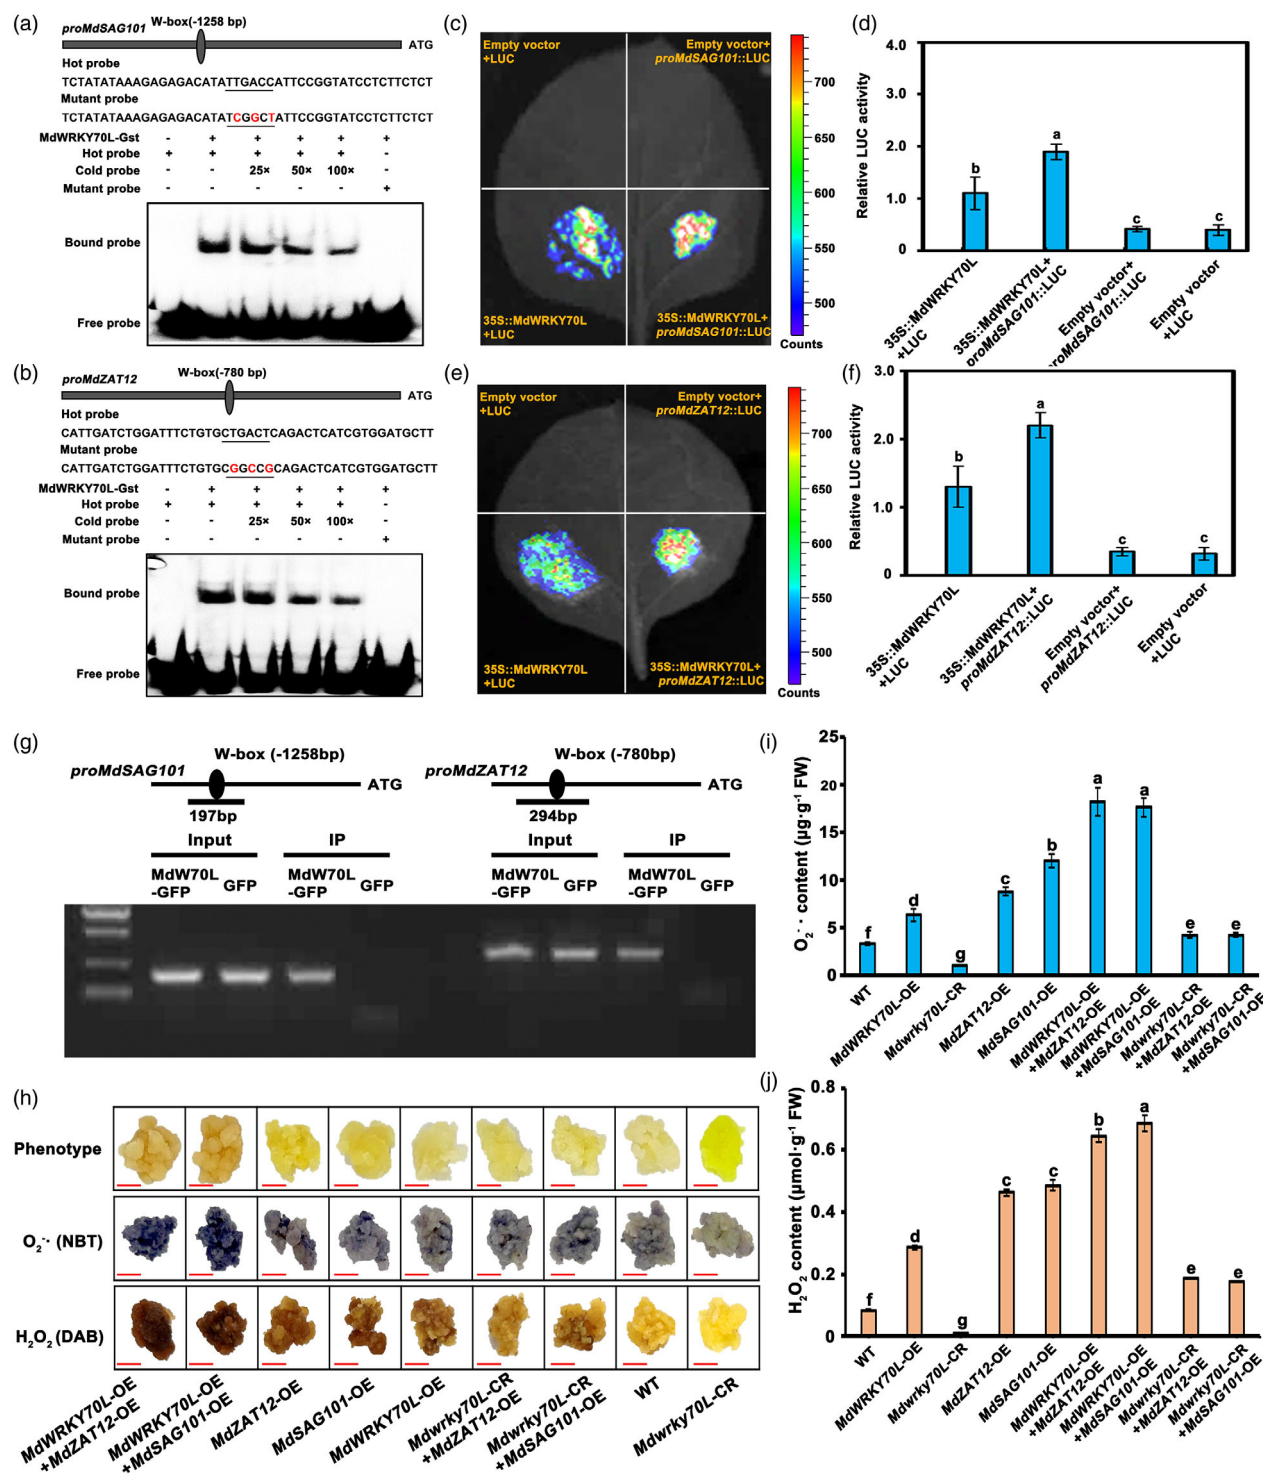 (a)
W-box(-1258 bp)
proMdSAG101
ATG
Hot probe
TCTATATAAAGAGAGACATATTGACCATTCCGGTATCCTCTTCTCT
Mutant probe
TCTATATAAAGAGAGACATATCGGCTATTCCGGTATCCTCTTCTCT
MdWRKY70L-Gst - + + + + +
Hot probe + + + + + -
Cold probe - - 25× 50× 100× -
Mutant probe - - - - - +
Bound probe
Free probe
(b)
W-box(-780 bp)
proMdZAT12
ATG
Hot probe
CATTGATCTGGATTTCTGTGCTGACTCAGACTCATCGTGGATGCTT
Mutant probe
CATTGATCTGGATTTCTGTGCGGCCGCAGACTCATCGTGGATGCTT
MdWRKY70L-Gst - + + + + +
Hot probe + + + + + -
Cold probe - - 25× 50× 100× -
Mutant probe - - - - - +
Bound probe
Free probe
(c)
Empty voctor
+LUC
Empty voctor+
proMdSAG101::LUC
35S::MdWRKY70L
+LUC
35S::MdWRKY70L+
proMdSAG101::LUC
700
650
600
550
500
Counts
(d)
Relative LUC activity
4.0
3.0
2.0
1.0
0
b
a
c
c
35S::MdWRKY70L
+LUC
35S::MdWRKY70L+
proMdSAG101::LUC
Empty voctor+
proMdSAG101::LUC
Empty voctor
+LUC
(e)
Empty voctor
+LUC
Empty voctor+
proMdZAT12::LUC
35S::MdWRKY70L
+LUC
35S::MdWRKY70L+
proMdZAT12::LUC
700
650
600
550
500
Counts
(f)
Relative LUC activity
3.0
2.0
1.0
0
b
a
c
c
35S::MdWRKY70L
+LUC
35S::MdWRKY70L+
proMdZAT12::LUC
Empty voctor+
proMdZAT12::LUC
Empty voctor
+LUC
(g)
W-box (-1258bp)
proMdSAG101
ATG
197bp
Input IP
MdW70L
-GFP
GFP
MdW70L
-GFP
GFP
W-box (-780bp)
proMdZAT12
ATG
294bp
Input IP
MdW70L
-GFP
GFP
MdW70L
-GFP
GFP
(h)
Phenotype
O₂⁻· (NBT)
H₂O₂ (DAB)
MdWRKY70L-OE
+MdZAT12-OE
MdWRKY70L-OE
+MdSAG101-OE
MdZAT12-OE
MdSAG101-OE
MdWRKY70L-OE
Mdwrky70L-CR
+MdZAT12-OE
Mdwrky70L-CR
+MdSAG101-OE
WT
Mdwrky70L-CR
(i)
O₂⁻· content (μg·g⁻¹ FW)
25
20
15
10
5
0
f
d
g
c
b
a
a
e
e
WT
MdWRKY70L-OE
Mdwrky70L-CR
MdZAT12-OE
MdSAG101-OE
MdWRKY70L-OE
+MdZAT12-OE
MdWRKY70L-OE
+MdSAG101-OE
Mdwrky70L-CR
+MdZAT12-OE
Mdwrky70L-CR
+MdSAG101-OE
(j)
H₂O₂ content (μmol·g⁻¹ FW)
0.8
0.6
0.4
0.2
0
f
d
g
c
c
b
a
e
e
WT
MdWRKY70L-OE
Mdwrky70L-CR
MdZAT12-OE
MdSAG101-OE
MdWRKY70L-OE
+MdZAT12-OE
MdWRKY70L-OE
+MdSAG101-OE
Mdwrky70L-CR
+MdZAT12-OE
Mdwrky70L-CR
+MdSAG101-OE